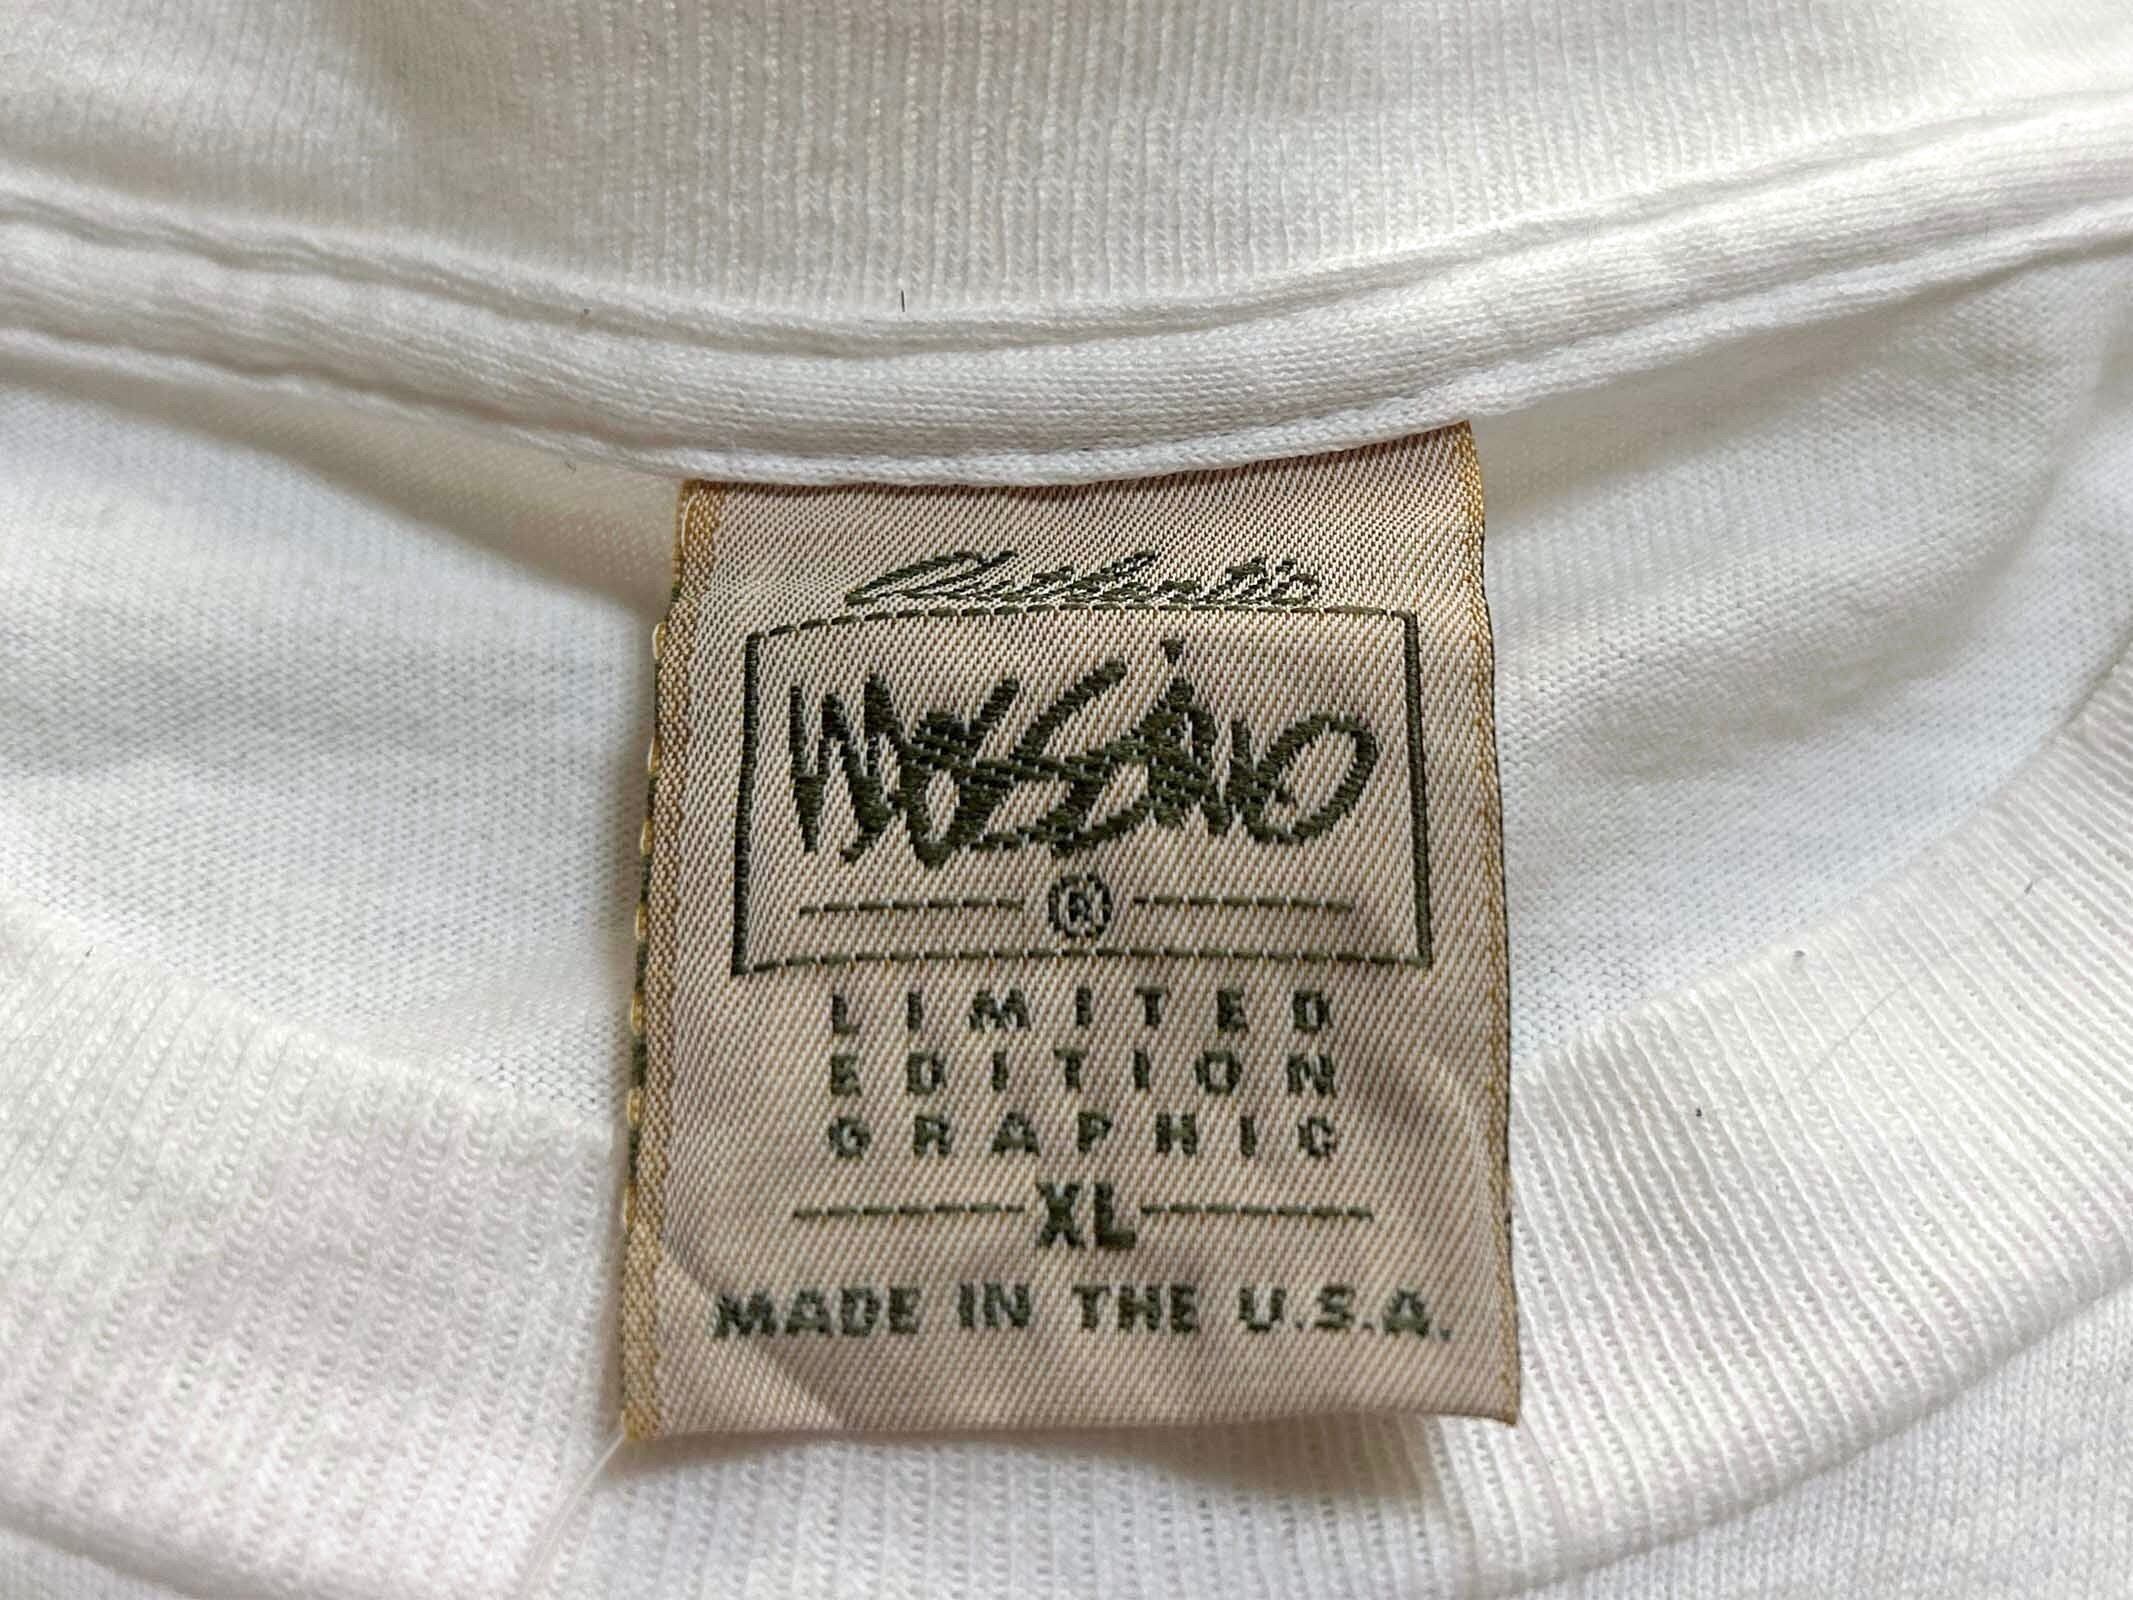 Authentic
Mossimo
®
LIMITED
EDITION
GRAPHIC
XL
MADE IN THE U.S.A.